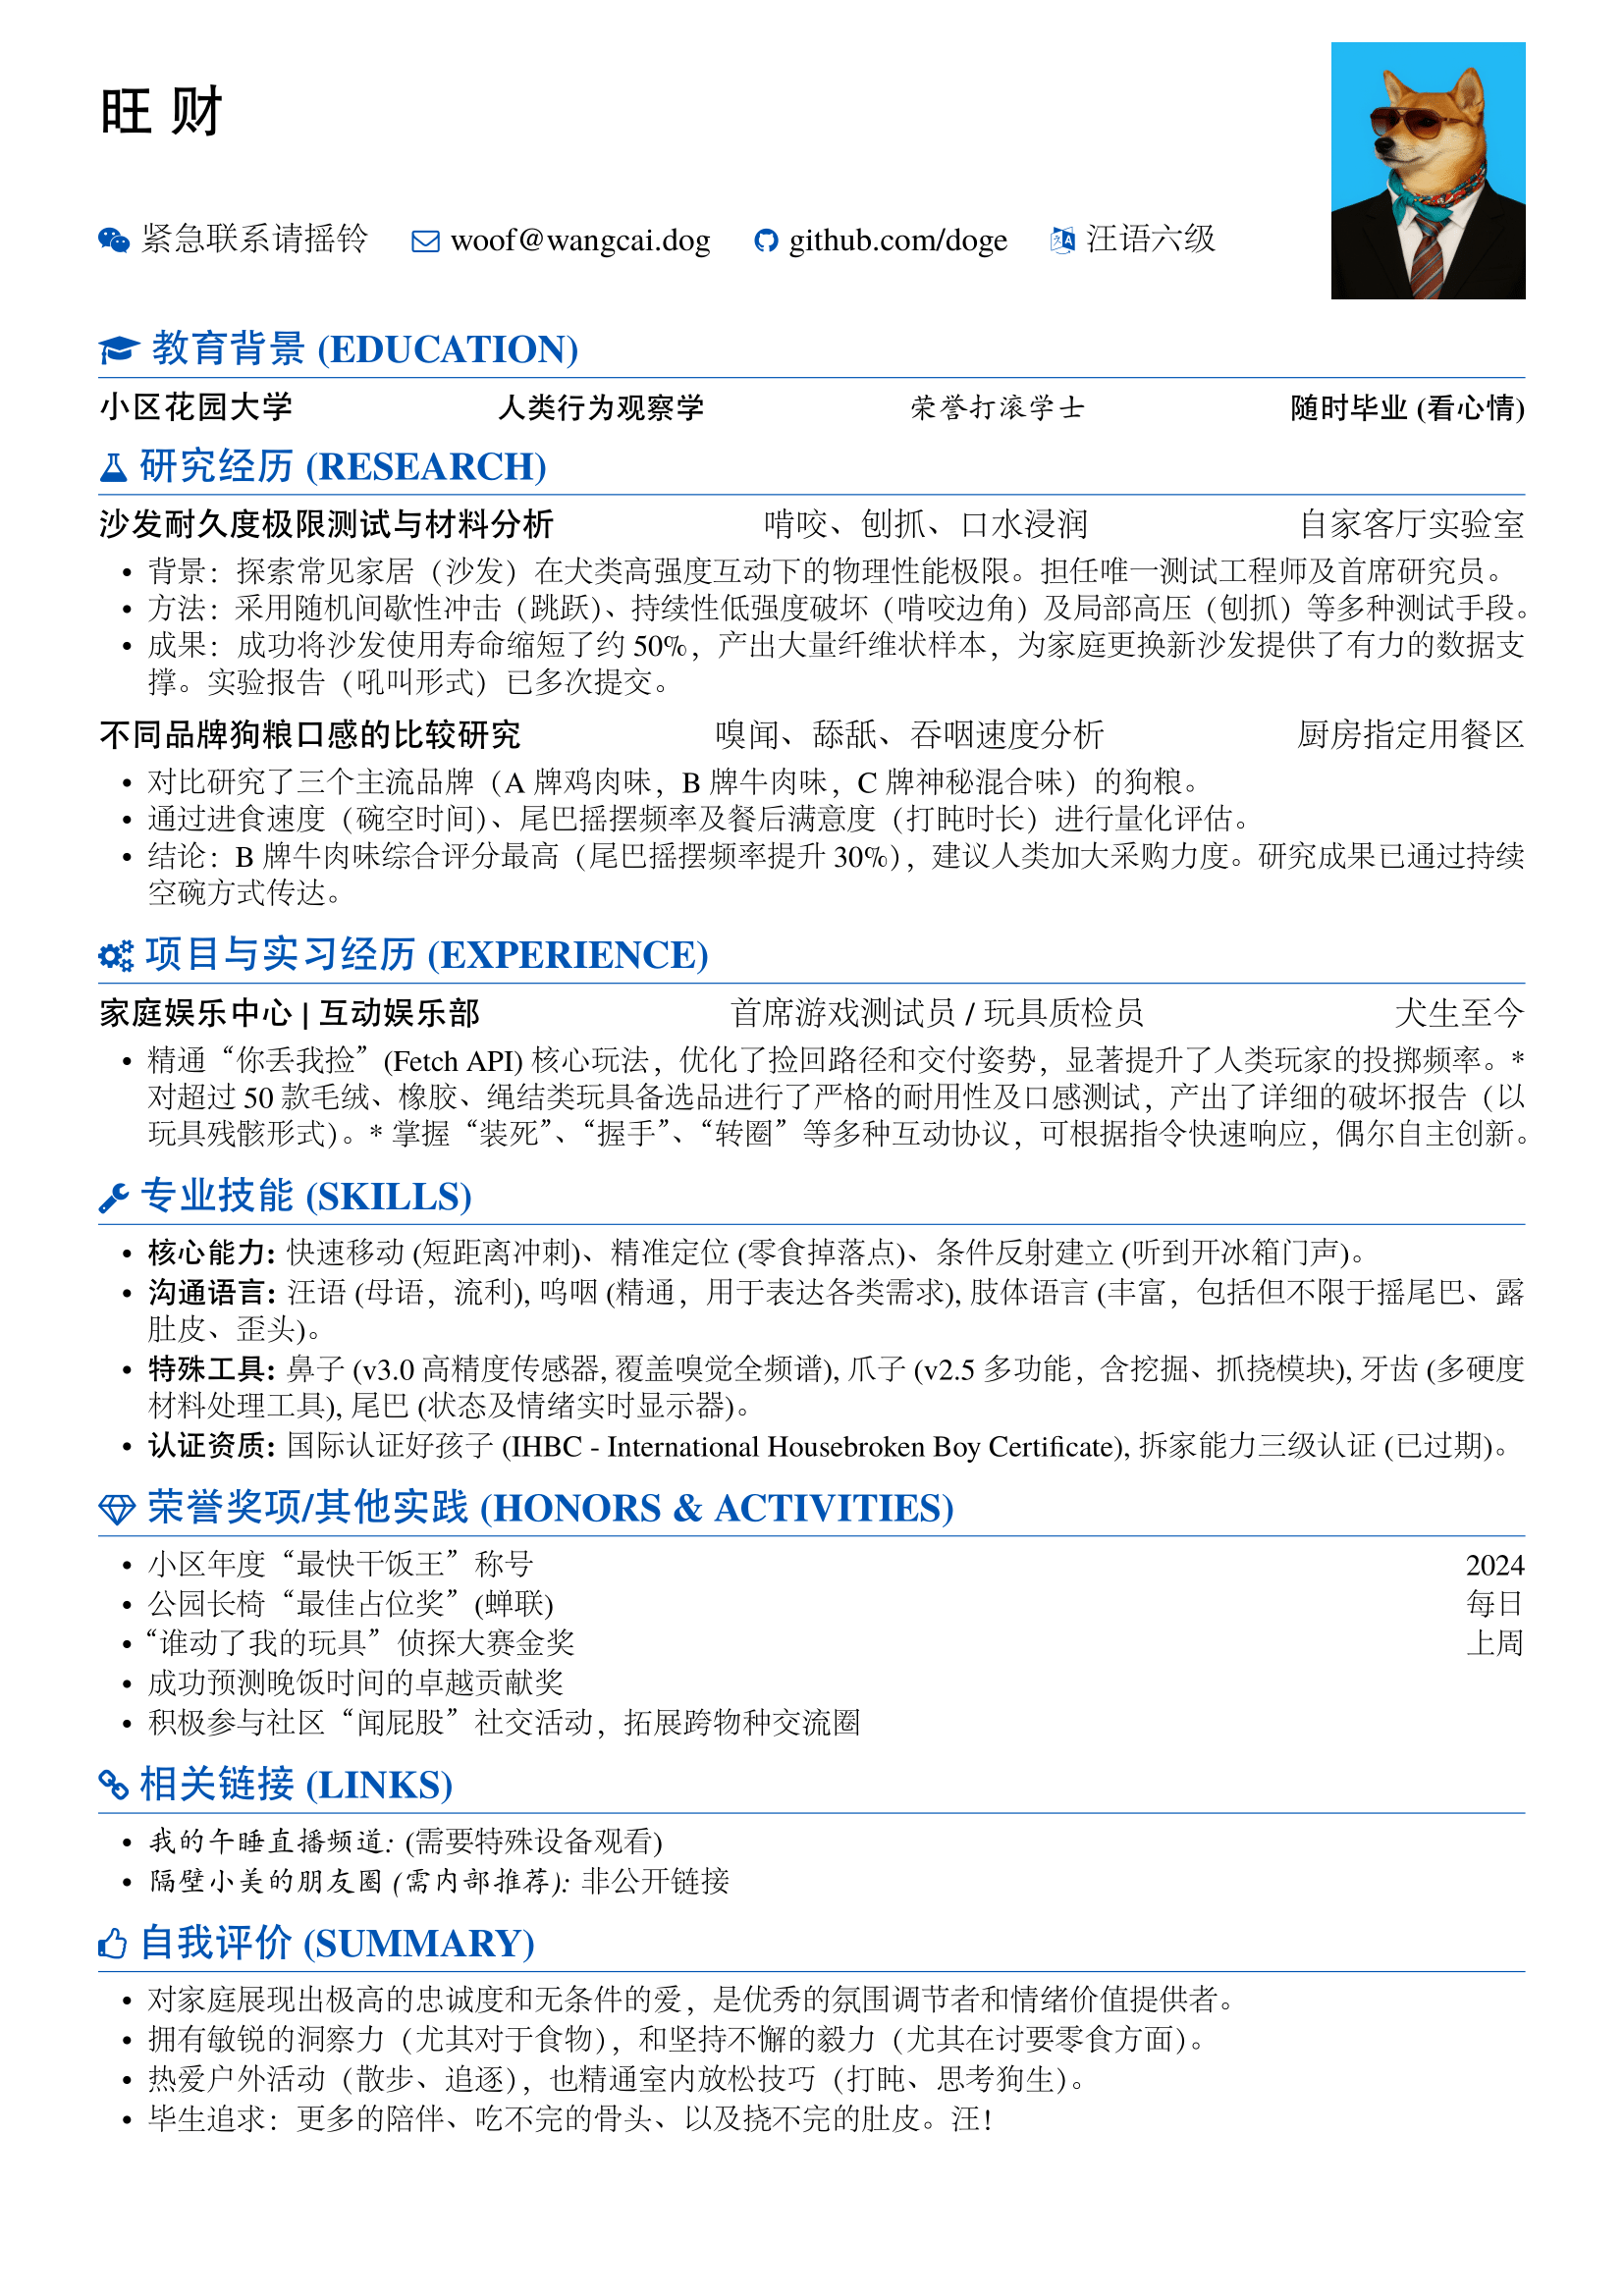 旺 财
紧急联系请摇铃 woof@wangcai.dog github.com/doge 汪语六级
教育背景 (EDUCATION)
小区花园大学 人类行为观察学 荣誉打滚学士 随时毕业 (看心情)
研究经历 (RESEARCH)
沙发耐久度极限测试与材料分析 啃咬、刨抓、口水浸润 自家客厅实验室
• 背景：探索常见家居（沙发）在犬类高强度互动下的物理性能极限。担任唯一测试工程师及首席研究员。
• 方法：采用随机间歇性冲击（跳跃）、持续性低强度破坏（啃咬边角）及局部高压（刨抓）等多种测试手段。
• 成果：成功将沙发使用寿命缩短了约 50%，产出大量纤维状样本，为家庭更换新沙发提供了有力的数据支
撑。实验报告（吼叫形式）已多次提交。
不同品牌狗粮口感的比较研究 嗅闻、舔舐、吞咽速度分析 厨房指定用餐区
• 对比研究了三个主流品牌（A 牌鸡肉味，B 牌牛肉味，C 牌神秘混合味）的狗粮。
• 通过进食速度（碗空时间）、尾巴摇摆频率及餐后满意度（打盹时长）进行量化评估。
• 结论：B 牌牛肉味综合评分最高（尾巴摇摆频率提升 30%），建议人类加大采购力度。研究成果已通过持续
空碗方式传达。
项目与实习经历 (EXPERIENCE)
家庭娱乐中心 | 互动娱乐部 首席游戏测试员 / 玩具质检员 犬生至今
• 精通“你丢我捡”(Fetch API) 核心玩法，优化了捡回路径和交付姿势，显著提升了人类玩家的投掷频率。*
对超过 50 款毛绒、橡胶、绳结类玩具备选品进行了严格的耐用性及口感测试，产出了详细的破坏报告（以
玩具残骸形式）。* 掌握“装死”、“握手”、“转圈”等多种互动协议，可根据指令快速响应，偶尔自主创新。
专业技能 (SKILLS)
• 核心能力: 快速移动 (短距离冲刺)、精准定位 (零食掉落点)、条件反射建立 (听到开冰箱门声)。
• 沟通语言: 汪语 (母语，流利), 呜咽 (精通，用于表达各类需求), 肢体语言 (丰富，包括但不限于摇尾巴、露
肚皮、歪头)。
• 特殊工具: 鼻子 (v3.0 高精度传感器, 覆盖嗅觉全频谱), 爪子 (v2.5 多功能，含挖掘、抓挠模块), 牙齿 (多硬度
材料处理工具), 尾巴 (状态及情绪实时显示器)。
• 认证资质: 国际认证好孩子 (IHBC - International Housebroken Boy Certificate), 拆家能力三级认证 (已过期)。
荣誉奖项/其他实践 (HONORS & ACTIVITIES)
• 小区年度“最快干饭王”称号 2024
• 公园长椅“最佳占位奖”(蝉联) 每日
• “谁动了我的玩具”侦探大赛金奖 上周
• 成功预测晚饭时间的卓越贡献奖
• 积极参与社区“闻屁股”社交活动，拓展跨物种交流圈
相关链接 (LINKS)
• 我的午睡直播频道: (需要特殊设备观看)
• 隔壁小美的朋友圈 (需内部推荐): 非公开链接
自我评价 (SUMMARY)
• 对家庭展现出极高的忠诚度和无条件的爱，是优秀的氛围调节者和情绪价值提供者。
• 拥有敏锐的洞察力（尤其对于食物），和坚持不懈的毅力（尤其在讨要零食方面）。
• 热爱户外活动（散步、追逐），也精通室内放松技巧（打盹、思考狗生）。
• 毕生追求：更多的陪伴、吃不完的骨头、以及挠不完的肚皮。汪！